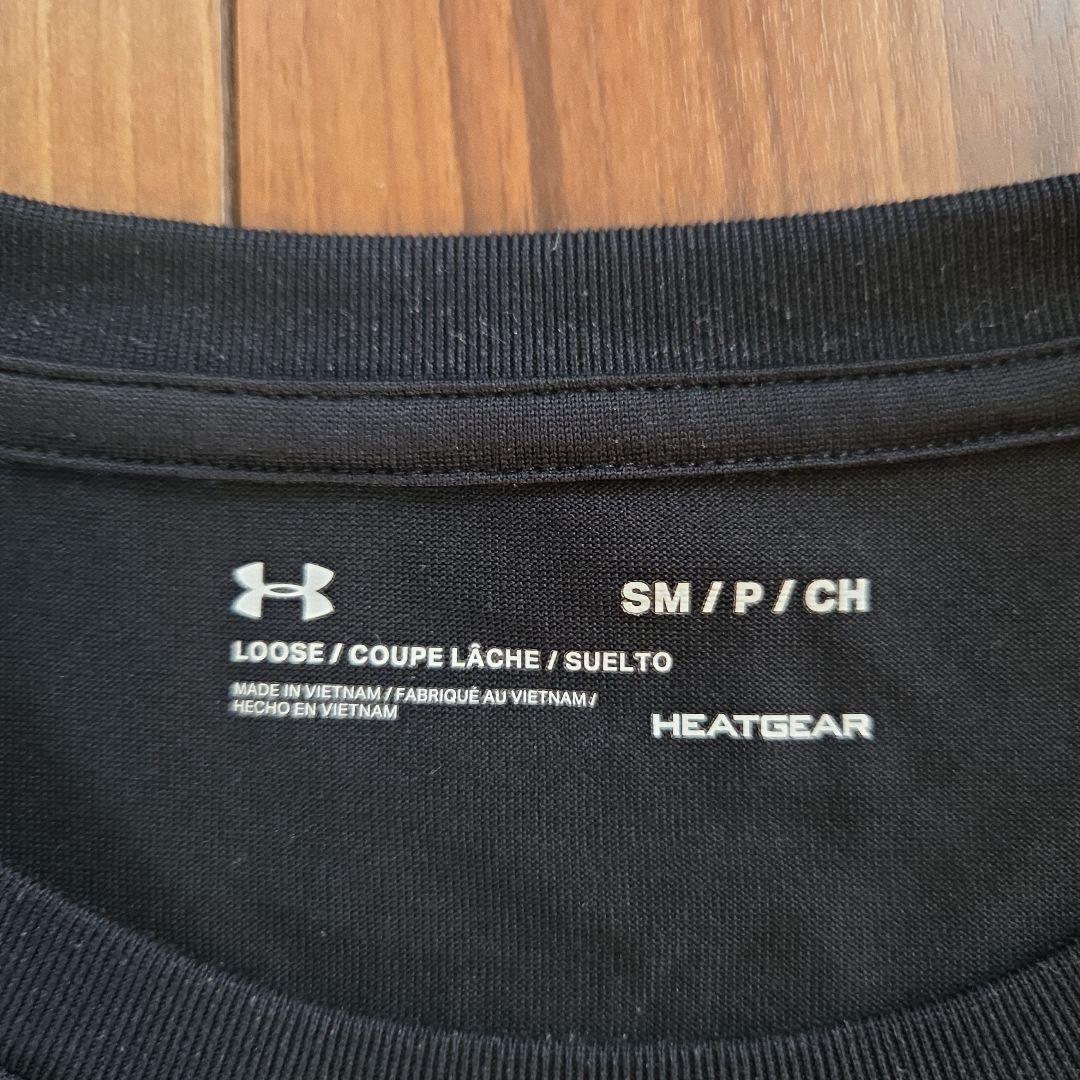 SM / P / CH
LOOSE / COUPE LÂCHE / SUELTO
MADE IN VIETNAM / FABRIQUÉ AU VIETNAM /
HECHO EN VIETNAM
HEATGEAR